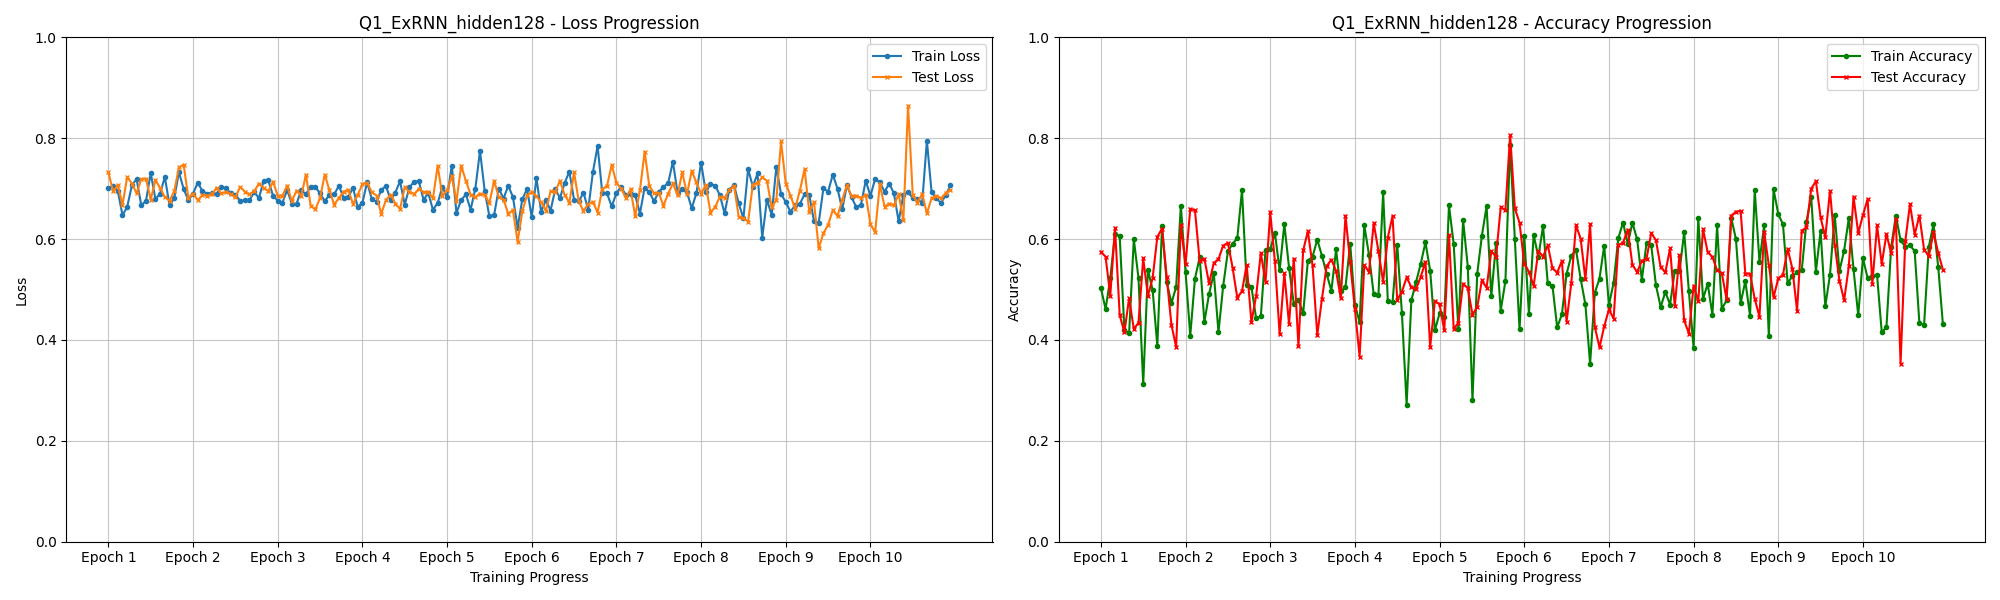 Q1_ExRNN_hidden128 - Loss Progression
1.0
0.8
0.6
0.4
0.2
0.0
Loss
Train Loss
Test Loss
Epoch 1 Epoch 2 Epoch 3 Epoch 4 Epoch 5 Epoch 6 Epoch 7 Epoch 8 Epoch 9 Epoch 10
Training Progress
Q1_ExRNN_hidden128 - Accuracy Progression
1.0
0.8
0.6
0.4
0.2
0.0
Accuracy
Train Accuracy
Test Accuracy
Epoch 1 Epoch 2 Epoch 3 Epoch 4 Epoch 5 Epoch 6 Epoch 7 Epoch 8 Epoch 9 Epoch 10
Training Progress